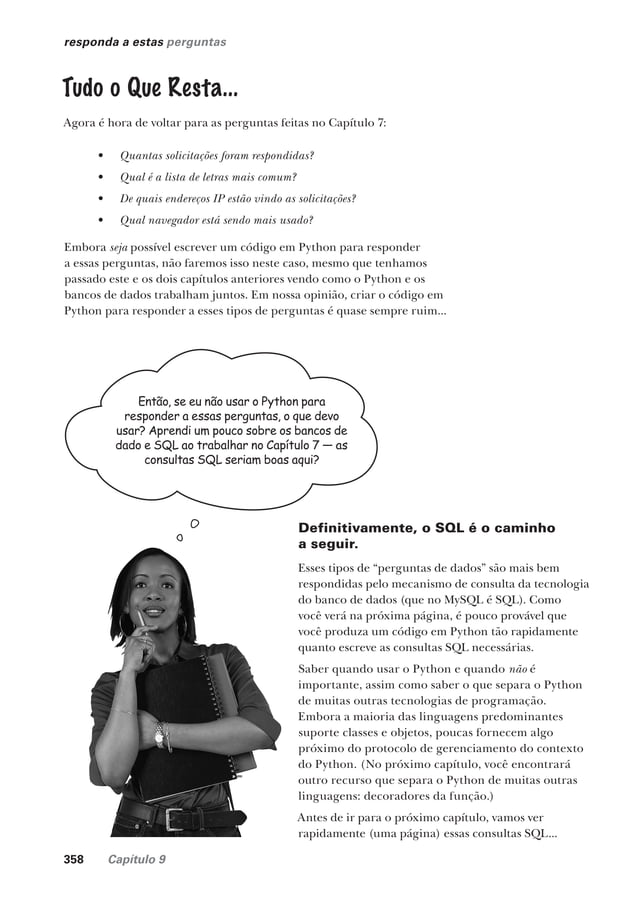 responda a estas perguntas
Tudo o Que Resta...
Agora é hora de voltar para as perguntas feitas no Capítulo 7:
• Quantas solicitações foram respondidas?
• Qual é a lista de letras mais comum?
• De quais endereços IP estão vindo as solicitações?
• Qual navegador está sendo mais usado?
Embora seja possível escrever um código em Python para responder
a essas perguntas, não faremos isso neste caso, mesmo que tenhamos
passado este e os dois capítulos anteriores vendo como o Python e os
bancos de dados trabalham juntos. Em nossa opinião, criar o código em
Python para responder a esses tipos de perguntas é quase sempre ruim...
Então, se eu não usar o Python para
responder a essas perguntas, o que devo
usar? Aprendi um pouco sobre os bancos de
dado e SQL ao trabalhar no Capítulo 7 — as
consultas SQL seriam boas aqui?
Definitivamente, o SQL é o caminho
a seguir.
Esses tipos de “perguntas de dados” são mais bem
respondidas pelo mecanismo de consulta da tecnologia
do banco de dados (que no MySQL é SQL). Como
você verá na próxima página, é pouco provável que
você produza um código em Python tão rapidamente
quanto escreve as consultas SQL necessárias.
Saber quando usar o Python e quando não é
importante, assim como saber o que separa o Python
de muitas outras tecnologias de programação.
Embora a maioria das linguagens predominantes
suporte classes e objetos, poucas fornecem algo
próximo do protocolo de gerenciamento do contexto
do Python. (No próximo capítulo, você encontrará
outro recurso que separa o Python de muitas outras
linguagens: decoradores da função.)
Antes de ir para o próximo capítulo, vamos ver
rapidamente (uma página) essas consultas SQL...
358 Capítulo 9